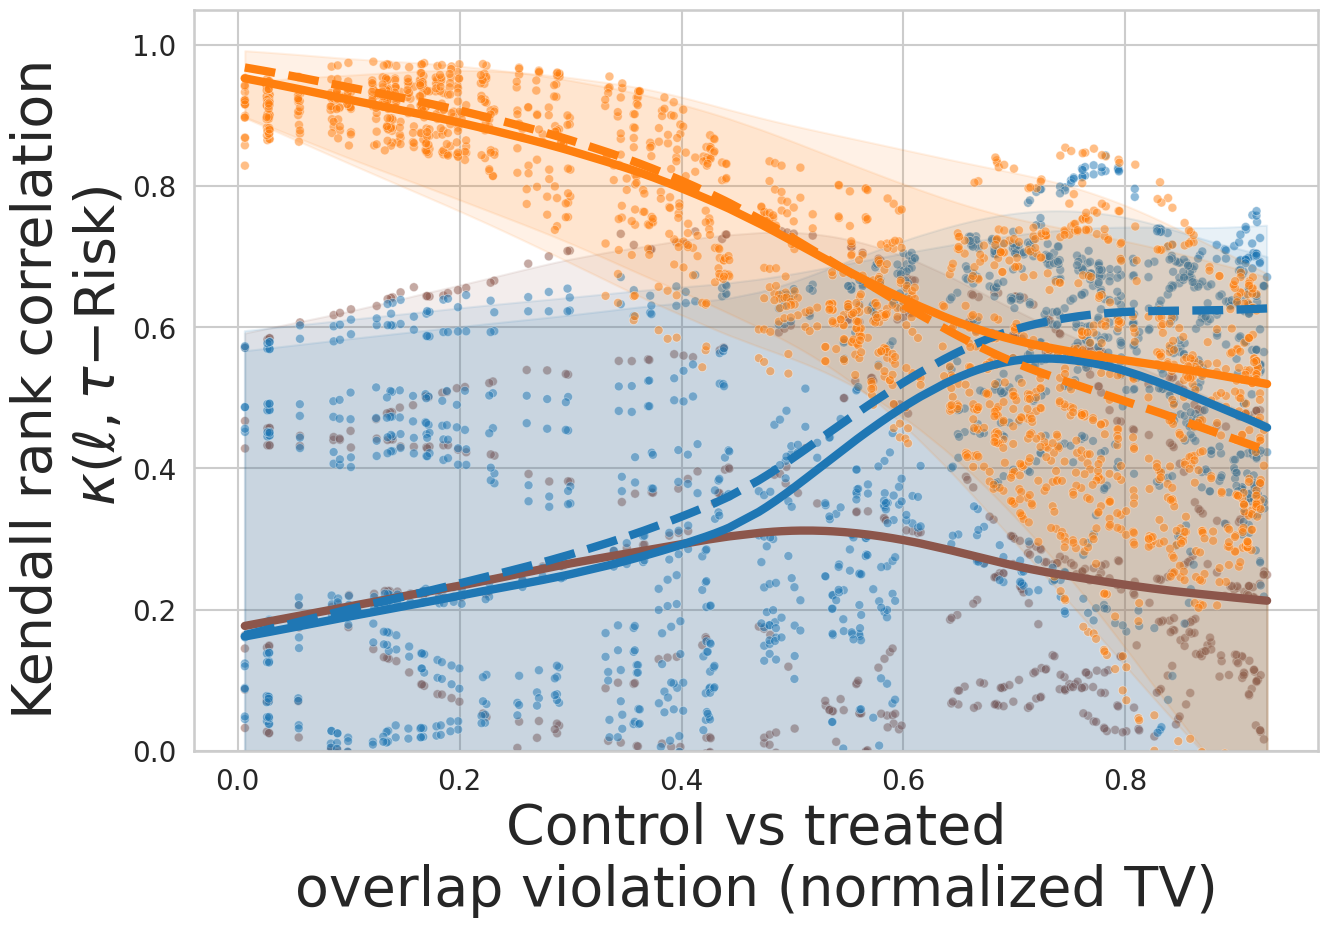 Kendall rank correlation
κ(ℓ, τ−Risk)
1.0
0.8
0.6
0.4
0.2
0.0
0.0 0.2 0.4 0.6 0.8
Control vs treated
overlap violation (normalized TV)